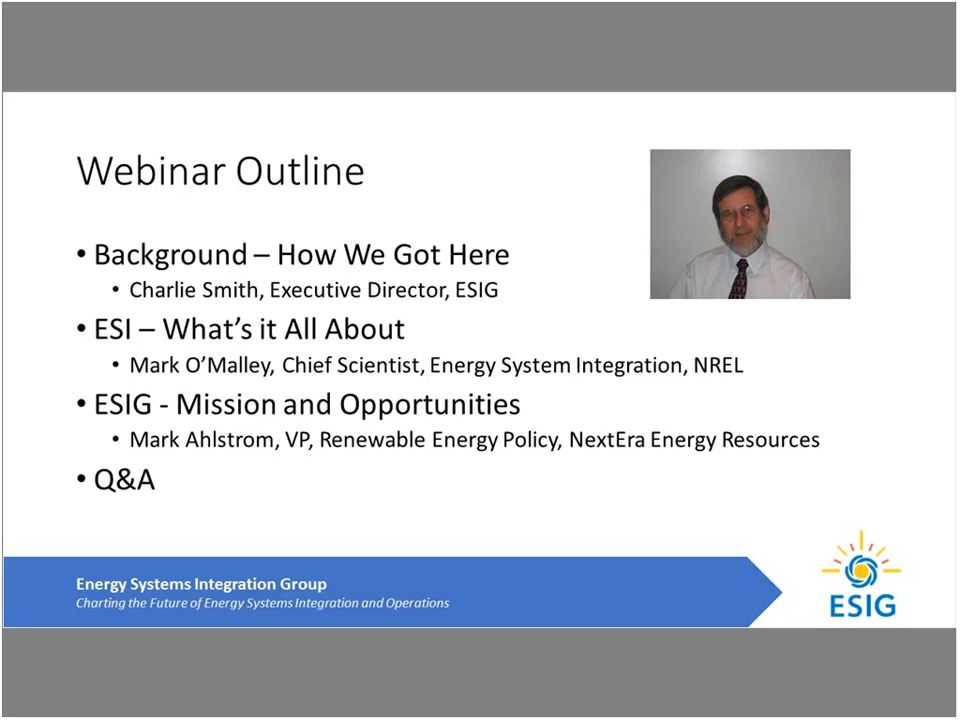 Webinar Outline
• Background – How We Got Here
• Charlie Smith, Executive Director, ESIG
• ESI – What's it All About
• Mark O'Malley, Chief Scientist, Energy System Integration, NREL
• ESIG - Mission and Opportunities
• Mark Ahlstrom, VP, Renewable Energy Policy, NextEra Energy Resources
• Q&A
Energy Systems Integration Group
Charting the Future of Energy Systems Integration and Operations
ESIG